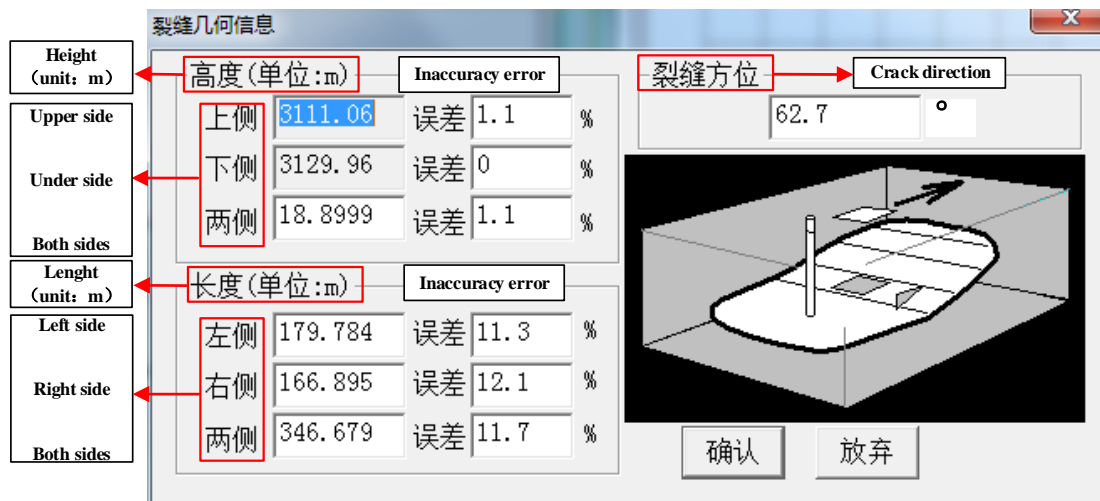 裂缝几何信息
X
Height
（unit：m）
高度(单位:m)
Inaccuracy error
裂缝方位
Crack direction
Upper side
上侧 3111.06 误差 1.1 %
62.7 °
Under side
下侧 3129.96 误差 0 %
Both sides
两侧 18.8999 误差 1.1 %
Lenght
（unit：m）
长度(单位:m)
Inaccuracy error
Left side
左侧 179.784 误差 11.3 %
Right side
右侧 166.895 误差 12.1 %
Both sides
两侧 346.679 误差 11.7 %
确认
放弃